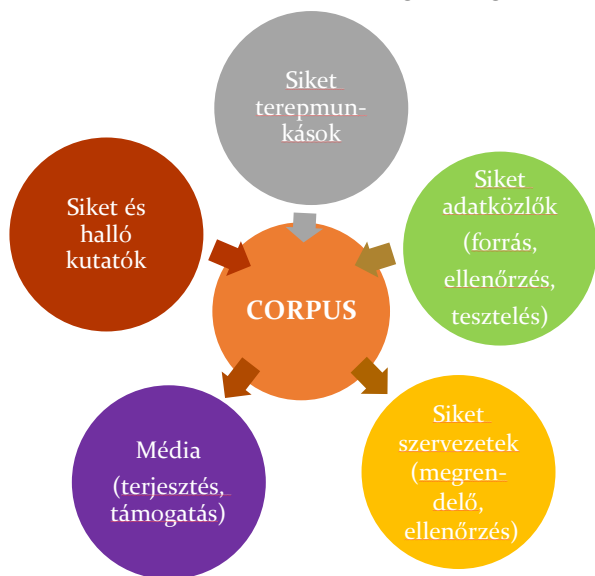 Siket
terepmun-
kások
Siket és
halló
kutatók
Siket
adatközlők
(forrás,
ellenőrzés,
tesztelés)
CORPUS
Média
(terjesztés,
támogatás)
Siket
szervezetek
(megren-
delő,
ellenőrzés)